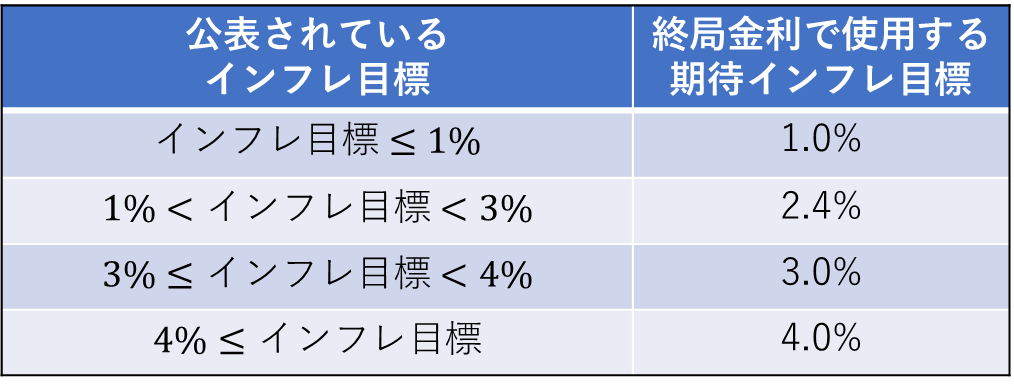 公表されている
インフレ目標
終局金利で使用する
期待インフレ目標
インフレ目標 ≤ 1%
1.0%
1% < インフレ目標 < 3%
2.4%
3% ≤ インフレ目標 < 4%
3.0%
4% ≤ インフレ目標
4.0%